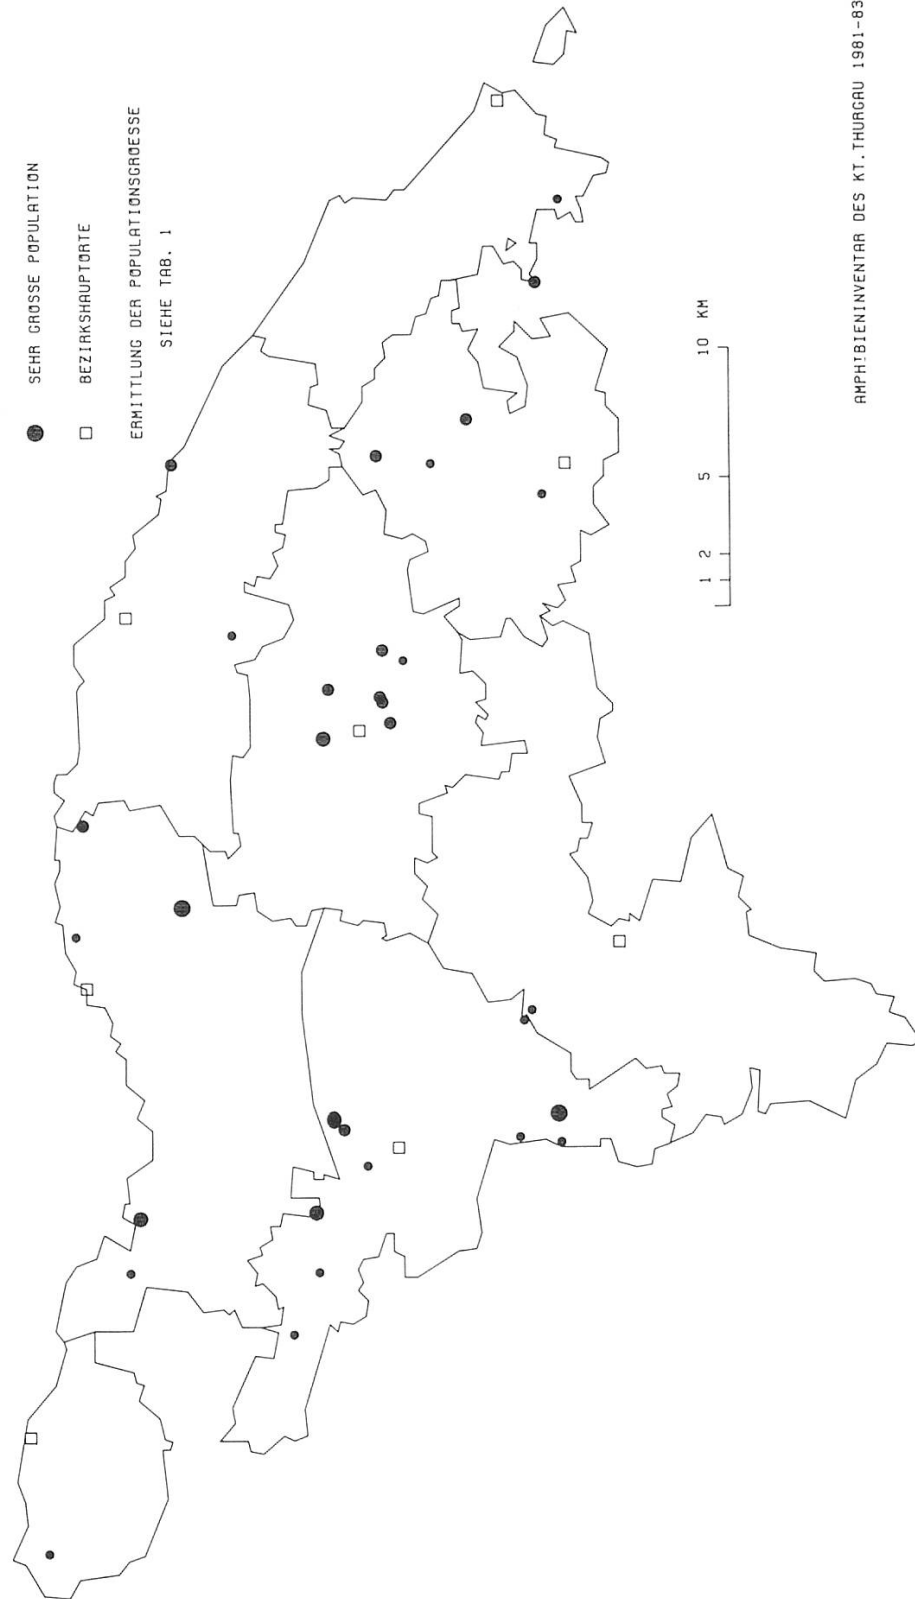 SEHR GROSSE POPULATION
BEZIRKSHAUPTORTE
ERMITTLUNG DER POPULATIONSGROESSE
SIEHE TAB. 1
1 2 5 10 KM
AMPHIBIENINVENTAR DES KT. THURGAU 1981-83